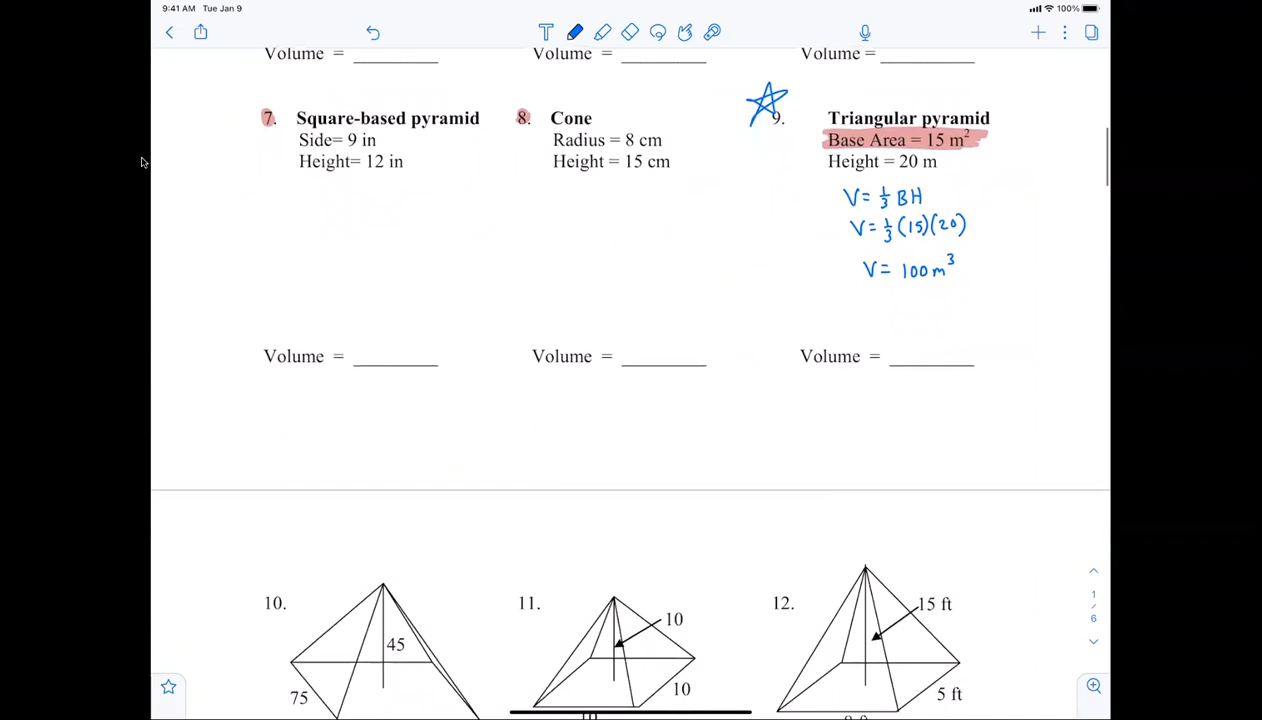 9:41 AM Tue Jan 9
100%
Volume = ________
Volume = ________
Volume = ________
7. Square-based pyramid
Side= 9 in
Height= 12 in
8. Cone
Radius = 8 cm
Height = 15 cm
9. Triangular pyramid
Base Area = 15 m²
Height = 20 m
V = 1/3 BH
V = 1/3 (15)(20)
V = 100 m³
Volume = ________
Volume = ________
Volume = ________
10.
45
75
11.
10
10
12.
15 ft
5 ft
1
/
6